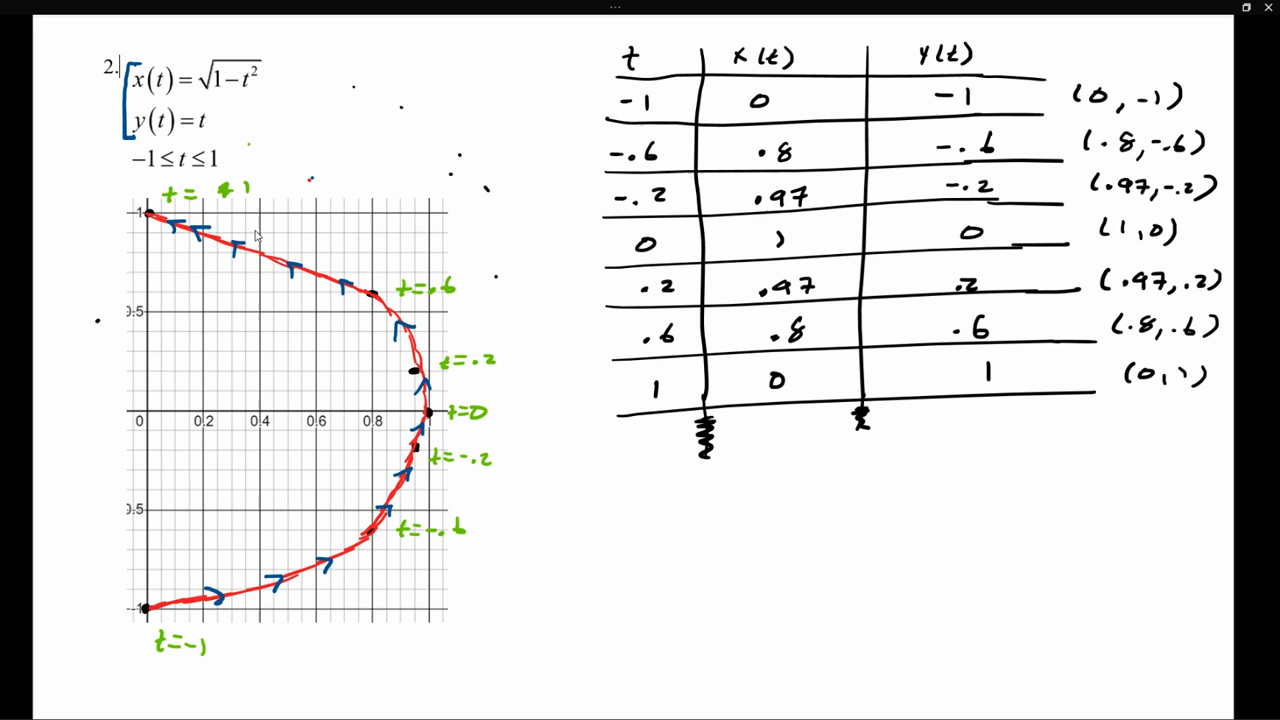 2. x(t) = √(1−t²)
y(t) = t
−1 ≤ t ≤ 1
t = 1
1
t=.6
0.5
t=.2
t=0
0 0.2 0.4 0.6 0.8
t=-.2
0.5
t=-.6
-1
t=-1
t x(t) y(t)
-1 0 -1 (0,-1)
-.6 .8 -.6 (.8,-.6)
-.2 .97 -.2 (.97,-.2)
0 1 0 (1,0)
.2 .97 .2 (.97,.2)
.6 .8 .6 (.8,.6)
1 0 1 (0,1)